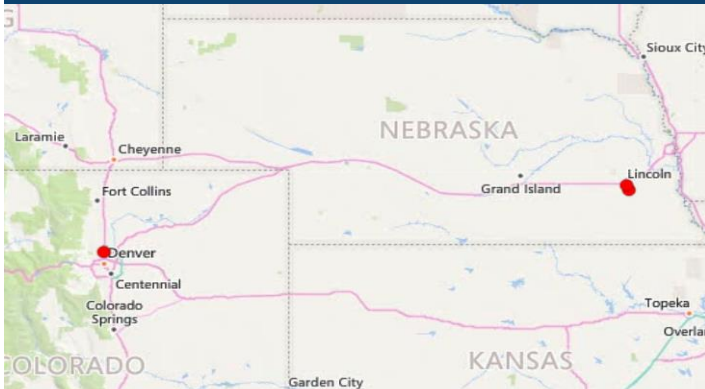 Sioux City
NEBRASKA
Laramie
Cheyenne
Lincoln
Grand Island
Fort Collins
Denver
Centennial
Colorado
Springs
Topeka
Overla
COLORADO
KANSAS
Garden City